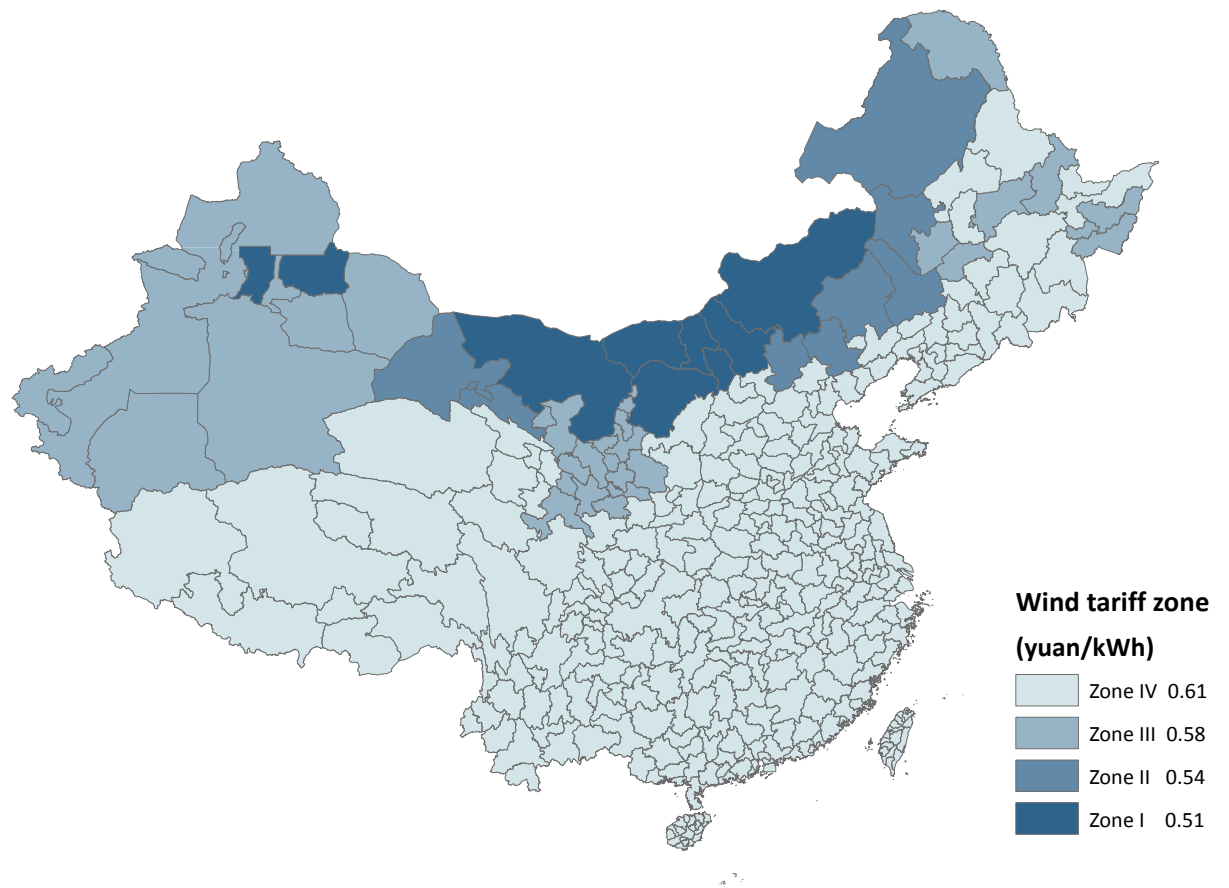 Wind tariff zone
(yuan/kWh)
Zone IV 0.61
Zone III 0.58
Zone II 0.54
Zone I 0.51